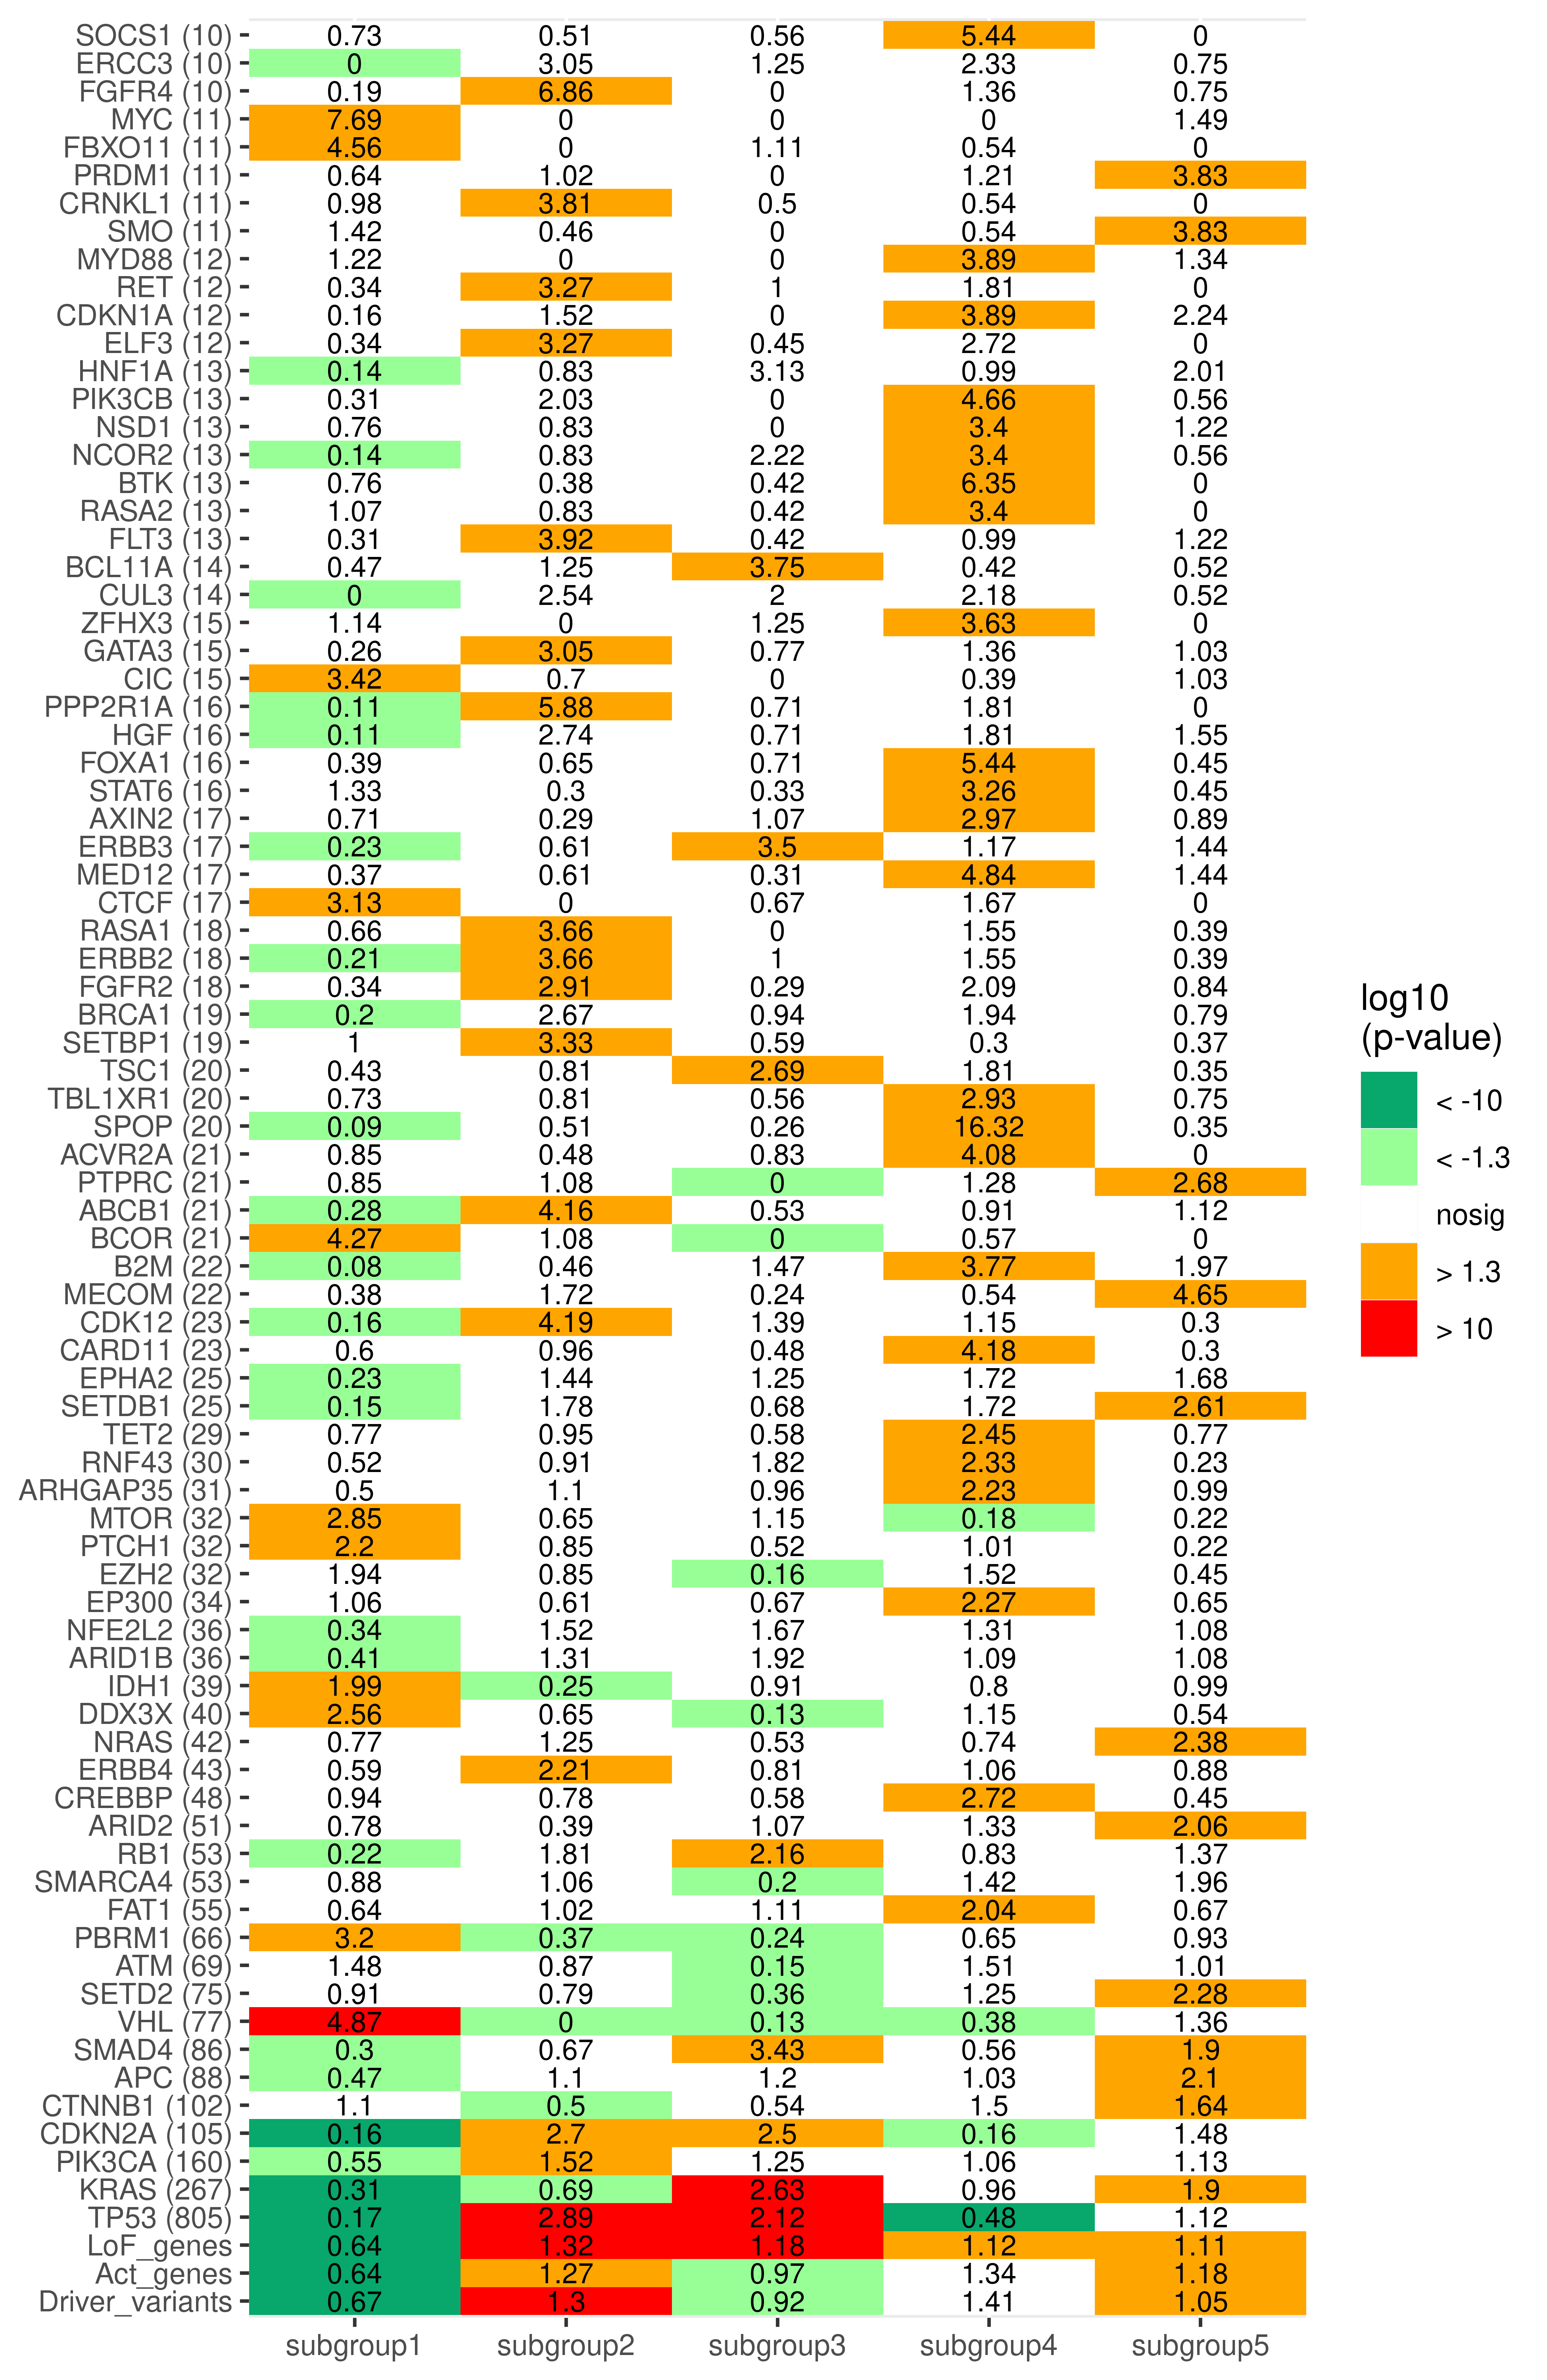 SOCS1 (10) 0.73 0.51 0.56 5.44 0
ERCC3 (10) 0 3.05 1.25 2.33 0.75
FGFR4 (10) 0.19 6.86 0 1.36 0.75
MYC (11) 7.69 0 0 0 1.49
FBXO11 (11) 4.56 0 1.11 0.54 0
PRDM1 (11) 0.64 1.02 0 1.21 3.83
CRNKL1 (11) 0.98 3.81 0.5 0.54 0
SMO (11) 1.42 0.46 0 0.54 3.83
MYD88 (12) 1.22 0 0 3.89 1.34
RET (12) 0.34 3.27 1 1.81 0
CDKN1A (12) 0.16 1.52 0 3.89 2.24
ELF3 (12) 0.34 3.27 0.45 2.72 0
HNF1A (13) 0.14 0.83 3.13 0.99 2.01
PIK3CB (13) 0.31 2.03 0 4.66 0.56
NSD1 (13) 0.76 0.83 0 3.4 1.22
NCOR2 (13) 0.14 0.83 2.22 3.4 0.56
BTK (13) 0.76 0.38 0.42 6.35 0
RASA2 (13) 1.07 0.83 0.42 3.4 0
FLT3 (13) 0.31 3.92 0.42 0.99 1.22
BCL11A (14) 0.47 1.25 3.75 0.42 0.52
CUL3 (14) 0 2.54 2 2.18 0.52
ZFHX3 (15) 1.14 0 1.25 3.63 0
GATA3 (15) 0.26 3.05 0.77 1.36 1.03
CIC (15) 3.42 0.7 0 0.39 1.03
PPP2R1A (16) 0.11 5.88 0.71 1.81 0
HGF (16) 0.11 2.74 0.71 1.81 1.55
FOXA1 (16) 0.39 0.65 0.71 5.44 0.45
STAT6 (16) 1.33 0.3 0.33 3.26 0.45
AXIN2 (17) 0.71 0.29 1.07 2.97 0.89
ERBB3 (17) 0.23 0.61 3.5 1.17 1.44
MED12 (17) 0.37 0.61 0.31 4.84 1.44
CTCF (17) 3.13 0 0.67 1.67 0
RASA1 (18) 0.66 3.66 0 1.55 0.39
ERBB2 (18) 0.21 3.66 1 1.55 0.39
FGFR2 (18) 0.34 2.91 0.29 2.09 0.84
BRCA1 (19) 0.2 2.67 0.94 1.94 0.79
SETBP1 (19) 1 3.33 0.59 0.3 0.37
TSC1 (20) 0.43 0.81 2.69 1.81 0.35
TBL1XR1 (20) 0.73 0.81 0.56 2.93 0.75
SPOP (20) 0.09 0.51 0.26 16.32 0.35
ACVR2A (21) 0.85 0.48 0.83 4.08 0
PTPRC (21) 0.85 1.08 0 1.28 2.68
ABCB1 (21) 0.28 4.16 0.53 0.91 1.12
BCOR (21) 4.27 1.08 0 0.57 0
B2M (22) 0.08 0.46 1.47 3.77 1.97
MECOM (22) 0.38 1.72 0.24 0.54 4.65
CDK12 (23) 0.16 4.19 1.39 1.15 0.3
CARD11 (23) 0.6 0.96 0.48 4.18 0.3
EPHA2 (25) 0.23 1.44 1.25 1.72 1.68
SETDB1 (25) 0.15 1.78 0.68 1.72 2.61
TET2 (29) 0.77 0.95 0.58 2.45 0.77
RNF43 (30) 0.52 0.91 1.82 2.33 0.23
ARHGAP35 (31) 0.5 1.1 0.96 2.23 0.99
MTOR (32) 2.85 0.65 1.15 0.18 0.22
PTCH1 (32) 2.2 0.85 0.52 1.01 0.22
EZH2 (32) 1.94 0.85 0.16 1.52 0.45
EP300 (34) 1.06 0.61 0.67 2.27 0.65
NFE2L2 (36) 0.34 1.52 1.67 1.31 1.08
ARID1B (36) 0.41 1.31 1.92 1.09 1.08
IDH1 (39) 1.99 0.25 0.91 0.8 0.99
DDX3X (40) 2.56 0.65 0.13 1.15 0.54
NRAS (42) 0.77 1.25 0.53 0.74 2.38
ERBB4 (43) 0.59 2.21 0.81 1.06 0.88
CREBBP (48) 0.94 0.78 0.58 2.72 0.45
ARID2 (51) 0.78 0.39 1.07 1.33 2.06
RB1 (53) 0.22 1.81 2.16 0.83 1.37
SMARCA4 (53) 0.88 1.06 0.2 1.42 1.96
FAT1 (55) 0.64 1.02 1.11 2.04 0.67
PBRM1 (66) 3.2 0.37 0.24 0.65 0.93
ATM (69) 1.48 0.87 0.15 1.51 1.01
SETD2 (75) 0.91 0.79 0.36 1.25 2.28
VHL (77) 4.87 0 0.13 0.38 1.36
SMAD4 (86) 0.3 0.67 3.43 0.56 1.9
APC (88) 0.47 1.1 1.2 1.03 2.1
CTNNB1 (102) 1.1 0.5 0.54 1.5 1.64
CDKN2A (105) 0.16 2.7 2.5 0.16 1.48
PIK3CA (160) 0.55 1.52 1.25 1.06 1.13
KRAS (267) 0.31 0.69 2.63 0.96 1.9
TP53 (805) 0.17 2.89 2.12 0.48 1.12
LoF_genes 0.64 1.32 1.18 1.12 1.11
Act_genes 0.64 1.27 0.97 1.34 1.18
Driver_variants 0.67 1.3 0.92 1.41 1.05
subgroup1 subgroup2 subgroup3 subgroup4 subgroup5
log10
(p-value)
< -10
< -1.3
nosig
> 1.3
> 10